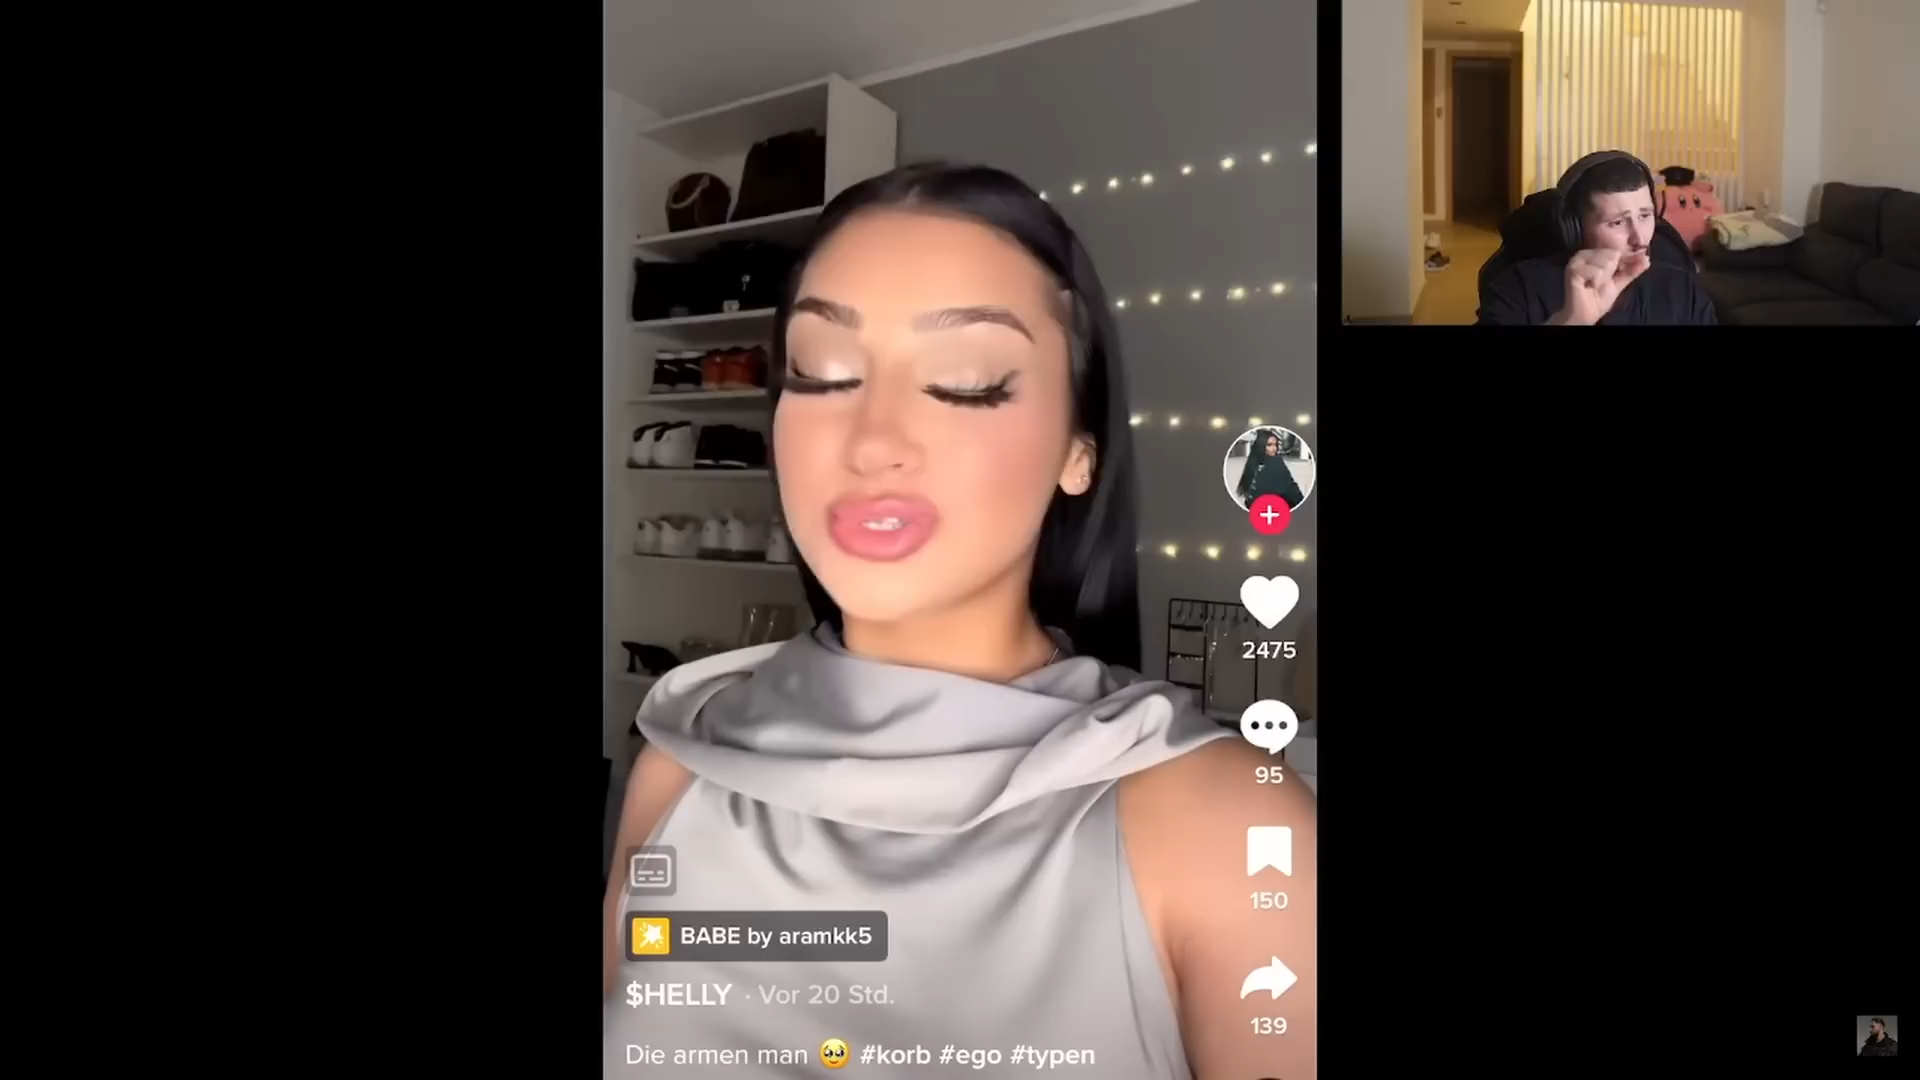 2475
95
150
BABE by aramkk5
$HELLY · Vor 20 Std.
139
Die armen man 🥹 #korb #ego #typen